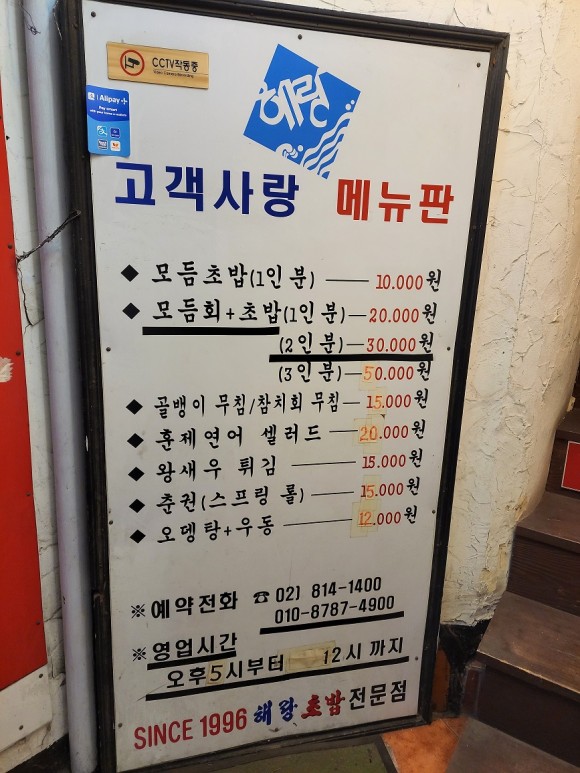 CCTV작동중
Video Camera Recording
Alipay+
Pay smart
해랑
고객사랑 메뉴판
◆ 모듬초밥(1인분) 10.000원
◆ 모듬회+초밥(1인분) 20.000원
(2인분) 30.000원
(3인분) 50.000원
◆ 골뱅이 무침/참치회 무침 15.000원
◆ 훈제연어 셀러드 20.000원
◆ 왕새우 튀김 15.000원
◆ 춘권(스프링 롤) 15.000원
◆ 오뎅탕+우동 12.000원
※예약전화 ☎ 02) 814-1400
010-8787-4900
※영업시간
오후5시부터 12시 까지
SINCE 1996 해랑초밥전문점